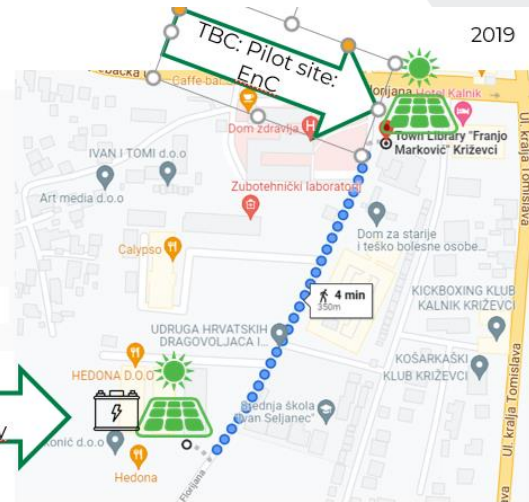 2019
TBC: Pilot site:
EnC
Caffe bar
Hotel Kalnik
Dom zdravlja
Town Library "Franjo
Marković" Križevci
IVAN I TOMI d.o.o
Art media d.o.o
Zubotehnički laboratorij
Dom za starije
i teško bolesne osobe...
Calypso
4 min
350m
KICKBOXING KLUB
KALNIK KRIŽEVCI
UDRUGA HRVATSKIH
DRAGOVOLJACA I...
HEDONA D.O.O
KOŠARKAŠKI
KLUB KRIŽEVCI
Srednja škola
"Ivan Seljanec"
Hedona
Florijana
Ul. kralja Tomislava
Ul. kralja Tomislava